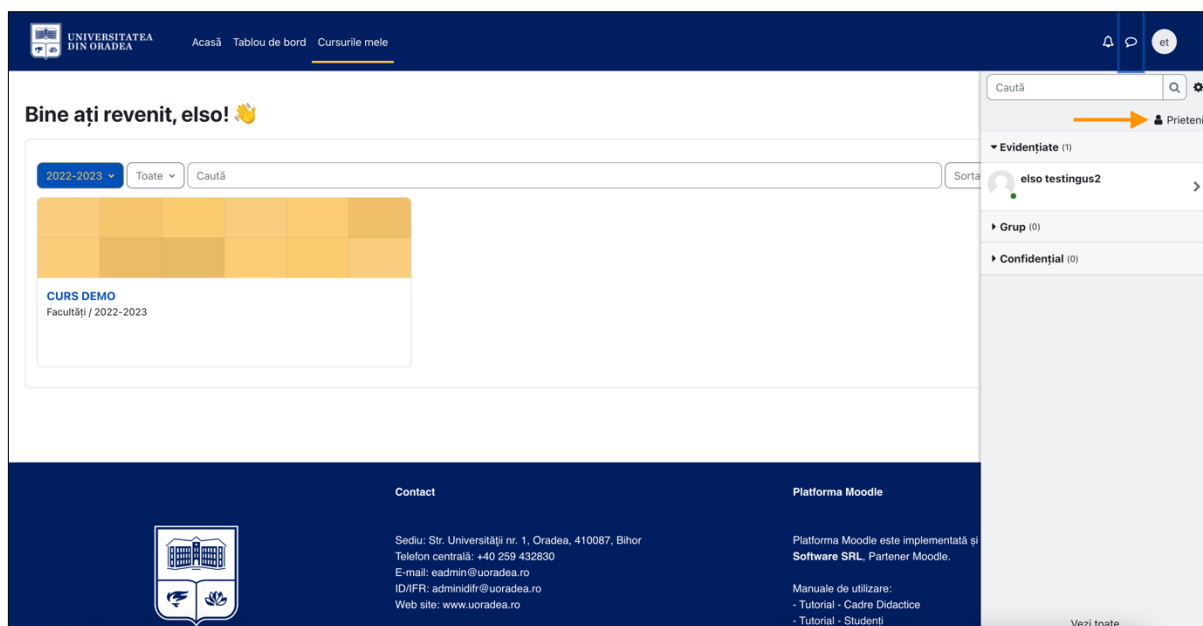 UNIVERSITATEA
DIN ORADEA
Acasă Tablou de bord Cursurile mele
et
Bine ați revenit, elso! 👋
2022-2023
Toate
Caută
Sorta
CURS DEMO
Facultăți / 2022-2023
Caută
Prieteni
Evidențiate (1)
elso testingus2
Grup (0)
Confidențial (0)
Contact
Sediu: Str. Universităţii nr. 1, Oradea, 410087, Bihor
Telefon centrală: +40 259 432830
E-mail: eadmin@uoradea.ro
ID/IFR: adminidifr@uoradea.ro
Web site: www.uoradea.ro
Platforma Moodle
Platforma Moodle este implementată și
Software SRL, Partener Moodle.
Manuale de utilizare:
- Tutorial - Cadre Didactice
- Tutorial - Studenți
Vezi toate